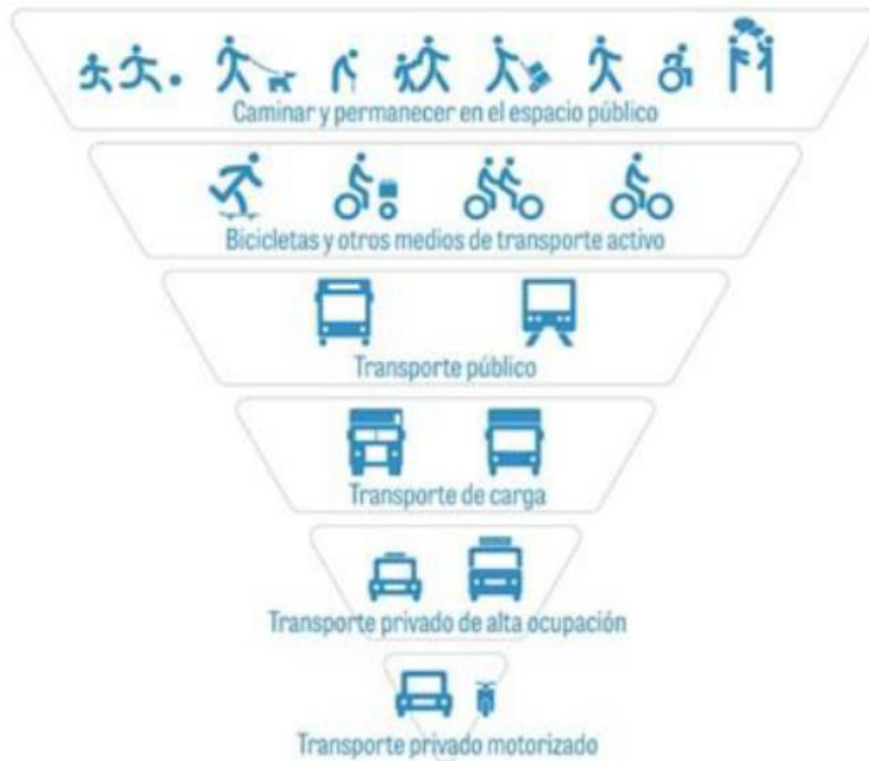 Caminar y permanecer en el espacio público
Bicicletas y otros medios de transporte activo
Transporte público
Transporte de carga
Transporte privado de alta ocupación
Transporte privado motorizado